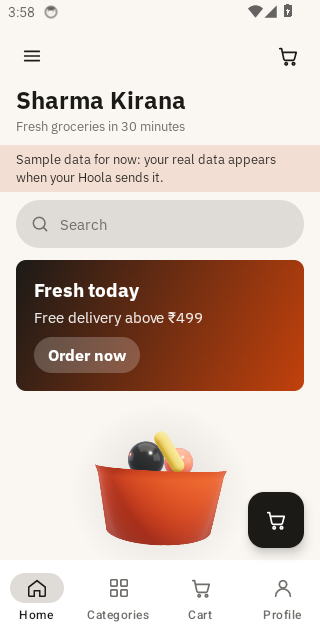 3:58
Sharma Kirana
Fresh groceries in 30 minutes
Sample data for now: your real data appears
when your Hoola sends it.
Search
Fresh today
Free delivery above ₹499
Order now
Home
Categories
Cart
Profile